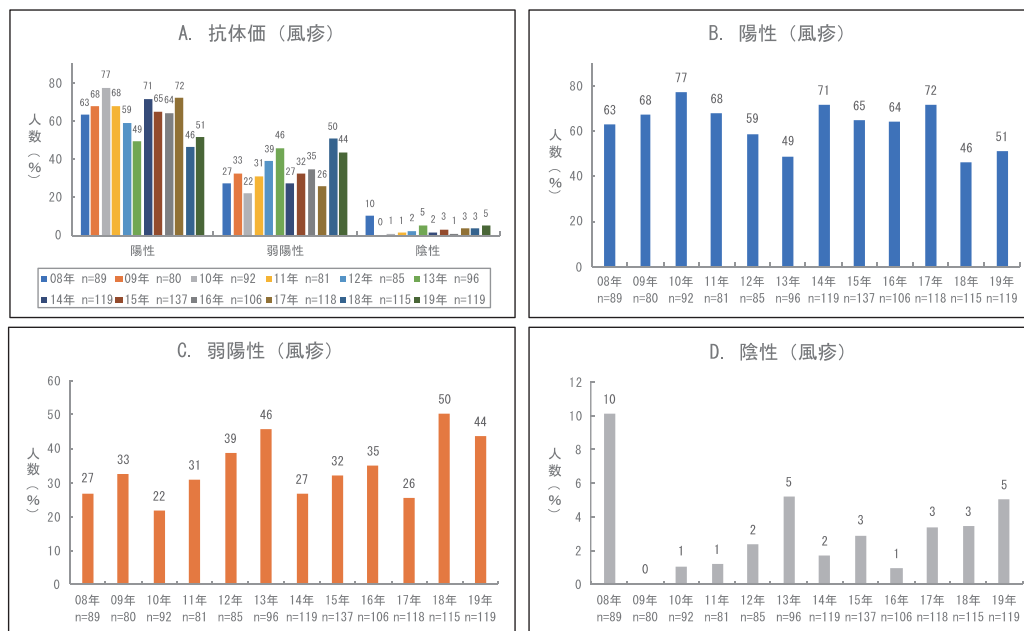 A. 抗体価（風疹）
人数（%）
80
60
40
20
0
63 68 77 68 59 49 71 65 64 72 46 51
27 33 22 31 39 46 27 32 35 26 50 44
10 0 1 1 2 5 2 3 1 3 3 5
陽性 弱陽性 陰性
08年 n=89 09年 n=80 10年 n=92 11年 n=81 12年 n=85 13年 n=96
14年 n=119 15年 n=137 16年 n=106 17年 n=118 18年 n=115 19年 n=119
B. 陽性（風疹）
人数（%）
80
60
40
20
0
63 68 77 68 59 49 71 65 64 72 46 51
08年 09年 10年 11年 12年 13年 14年 15年 16年 17年 18年 19年
n=89 n=80 n=92 n=81 n=85 n=96 n=119 n=137 n=106 n=118 n=115 n=119
C. 弱陽性（風疹）
人数（%）
60
50
40
30
20
10
0
27 33 22 31 39 46 27 32 35 26 50 44
08年 09年 10年 11年 12年 13年 14年 15年 16年 17年 18年 19年
n=89 n=80 n=92 n=81 n=85 n=96 n=119 n=137 n=106 n=118 n=115 n=119
D. 陰性（風疹）
人数（%）
12
10
8
6
4
2
0
10 0 1 1 2 5 2 3 1 3 3 5
08年 09年 10年 11年 12年 13年 14年 15年 16年 17年 18年 19年
n=89 n=80 n=92 n=81 n=85 n=96 n=119 n=137 n=106 n=118 n=115 n=119